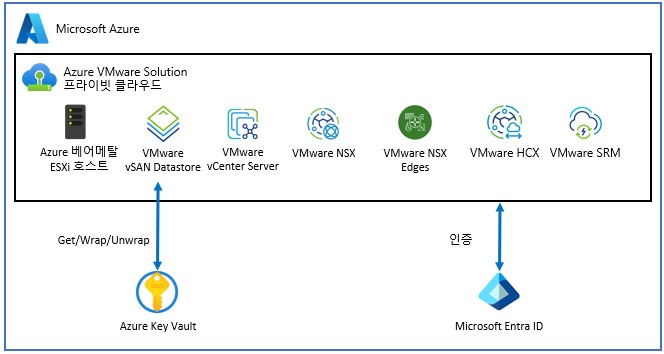 Microsoft Azure
Azure VMware Solution
프라이빗 클라우드
Azure 베어메탈
ESXi 호스트
VMware
vSAN Datastore
VMware
vCenter Server
VMware NSX
VMware NSX
Edges
VMware HCX
VMware SRM
Get/Wrap/Unwrap
인증
Azure Key Vault
Microsoft Entra ID